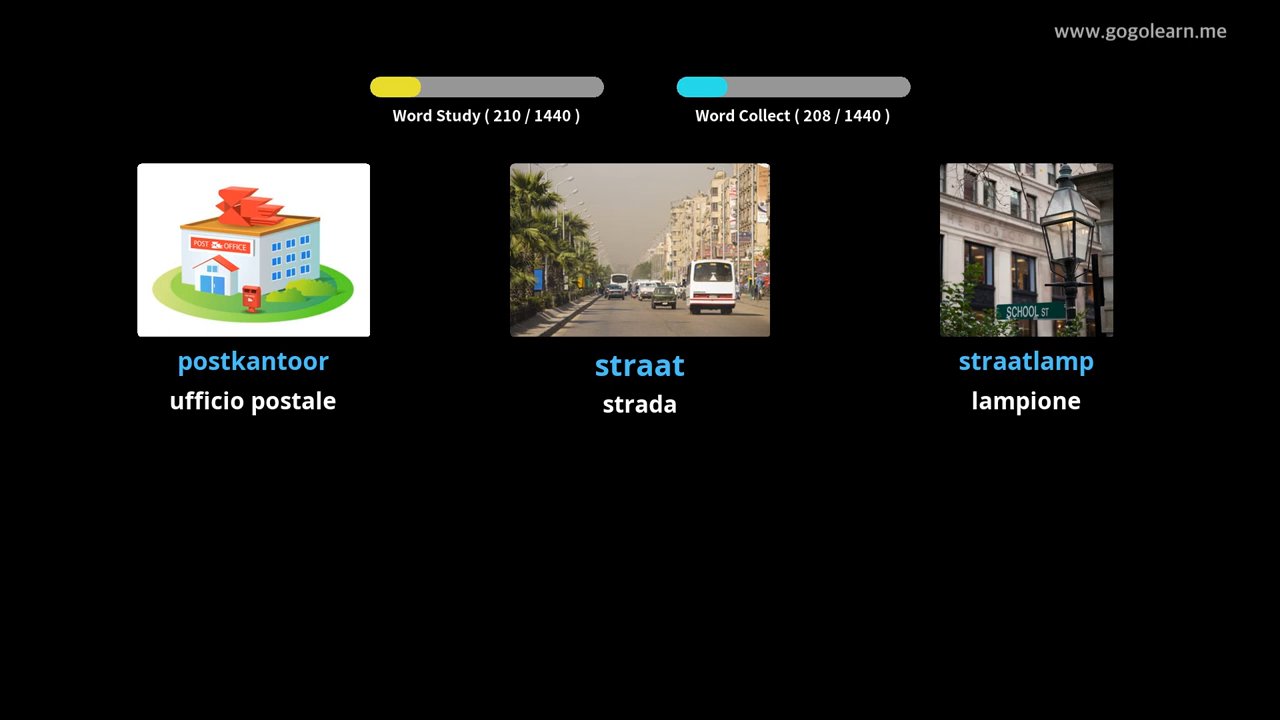 www.gogolearn.me
Word Study ( 210 / 1440 )
Word Collect ( 208 / 1440 )
POST OFFICE
SCHOOL ST
postkantoor
straat
straatlamp
ufficio postale
strada
lampione